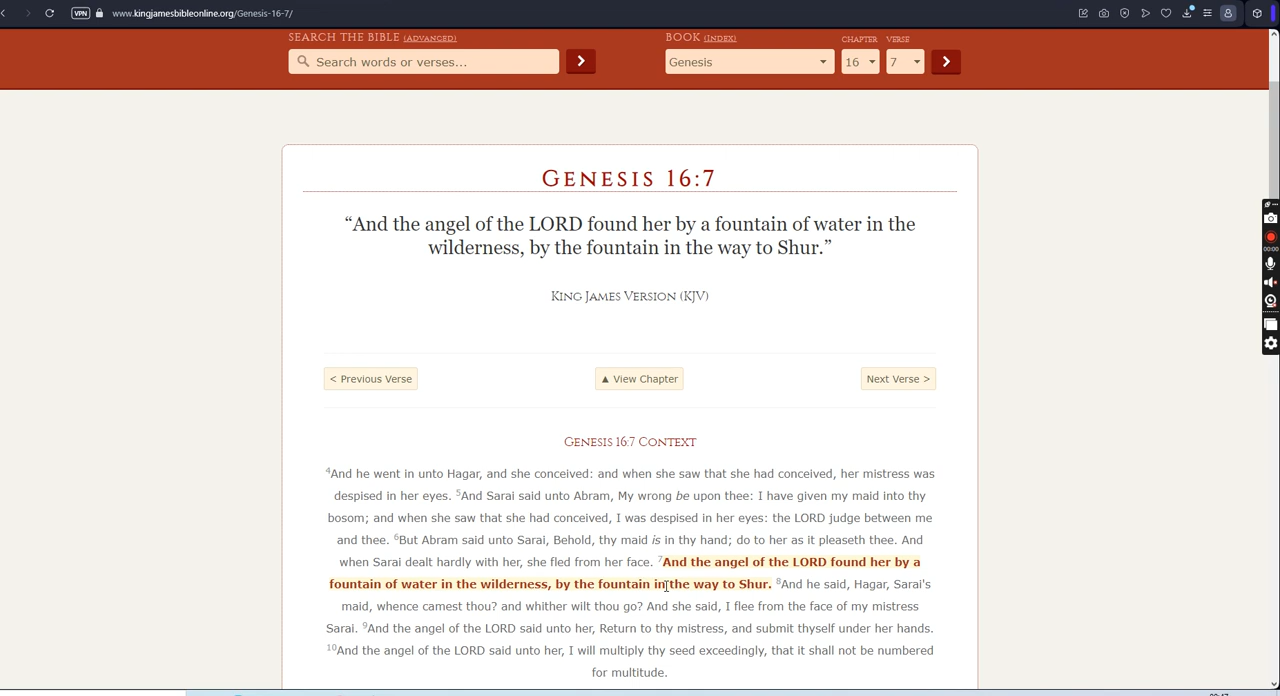 VPN www.kingjamesbibleonline.org/Genesis-16-7/
SEARCH THE BIBLE (ADVANCED) BOOK (INDEX) CHAPTER VERSE
Search words or verses... > Genesis 16 7 >
GENESIS 16:7
“And the angel of the LORD found her by a fountain of water in the
wilderness, by the fountain in the way to Shur.”
KING JAMES VERSION (KJV)
< Previous Verse ▲ View Chapter Next Verse >
GENESIS 16:7 CONTEXT
4And he went in unto Hagar, and she conceived: and when she saw that she had conceived, her mistress was
despised in her eyes. 5And Sarai said unto Abram, My wrong be upon thee: I have given my maid into thy
bosom; and when she saw that she had conceived, I was despised in her eyes: the LORD judge between me
and thee. 6But Abram said unto Sarai, Behold, thy maid is in thy hand; do to her as it pleaseth thee. And
when Sarai dealt hardly with her, she fled from her face. 7And the angel of the LORD found her by a
fountain of water in the wilderness, by the fountain in the way to Shur. 8And he said, Hagar, Sarai's
maid, whence camest thou? and whither wilt thou go? And she said, I flee from the face of my mistress
Sarai. 9And the angel of the LORD said unto her, Return to thy mistress, and submit thyself under her hands.
10And the angel of the LORD said unto her, I will multiply thy seed exceedingly, that it shall not be numbered
for multitude.
00:00